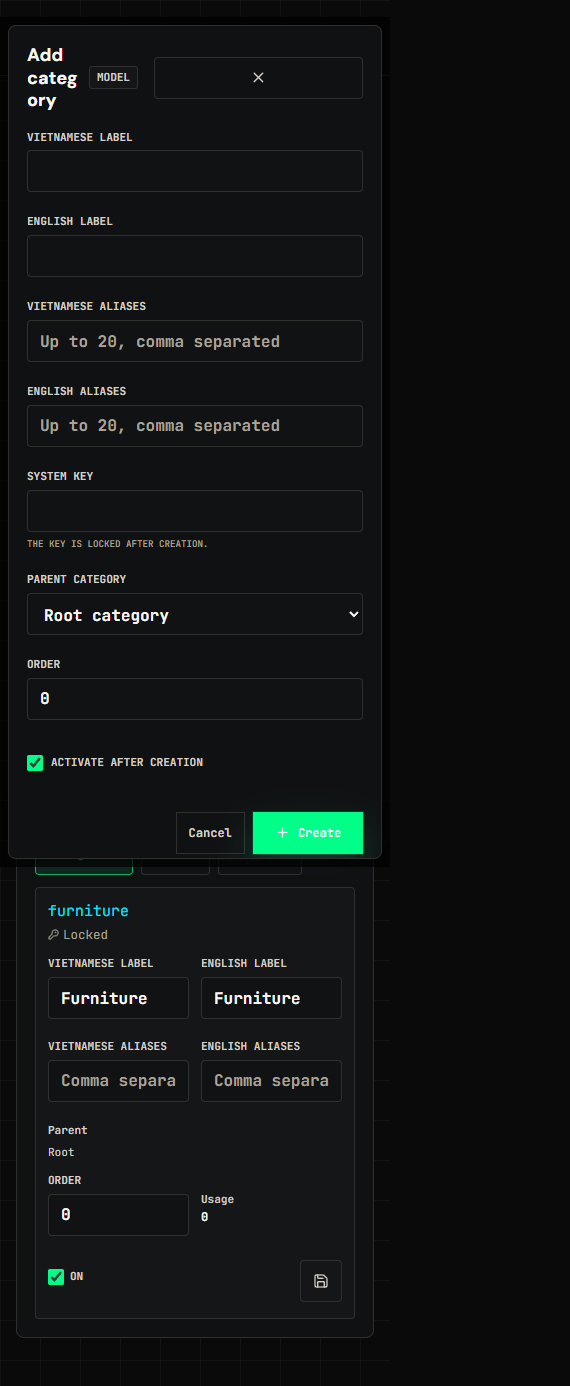 Add
categ
ory
MODEL
VIETNAMESE LABEL
ENGLISH LABEL
VIETNAMESE ALIASES
Up to 20, comma separated
ENGLISH ALIASES
Up to 20, comma separated
SYSTEM KEY
THE KEY IS LOCKED AFTER CREATION.
PARENT CATEGORY
Root category
ORDER
0
ACTIVATE AFTER CREATION
Cancel
Create
furniture
Locked
VIETNAMESE LABEL ENGLISH LABEL
Furniture Furniture
VIETNAMESE ALIASES ENGLISH ALIASES
Comma separa Comma separa
Parent
Root
ORDER
Usage
0
0
ON